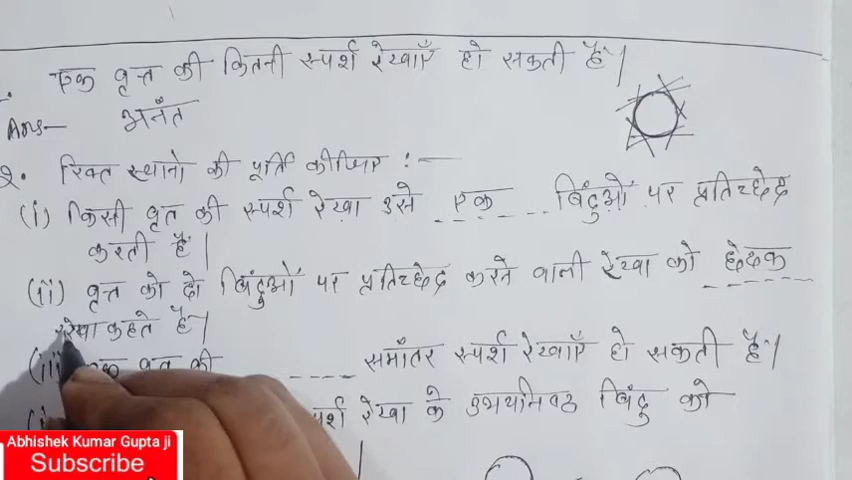 एक वृत्त की कितनी स्पर्श रेखाएँ हो सकती हैं|
Ans— अनंत
2. रिक्त स्थानो की पूर्ति कीजिए :—
(i) किसी वृत की स्पर्श रेखा उसे एक बिंदुओं पर प्रतिच्छेद
करती है|
(ii) वृत्त को दो बिंदुओं पर प्रतिच्छेद करने वाली रेखा को छेदक
रेखा कहते है|
(iii) वृत की ---- समाँतर स्पर्श रेखाएँ हो सकती है|
स्पर्श रेखा के उभयनिष्ठ बिंदु को
Abhishek Kumar Gupta ji
Subscribe